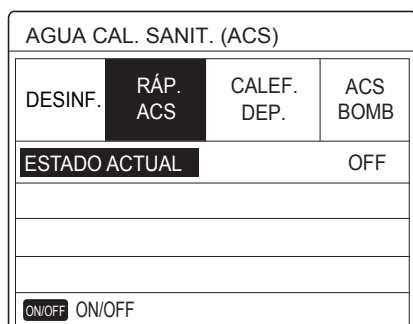 AGUA CAL. SANIT. (ACS)
DESINF.
RÁP.
ACS
CALEF.
DEP.
ACS
BOMB
ESTADO ACTUAL OFF
ON/OFF ON/OFF